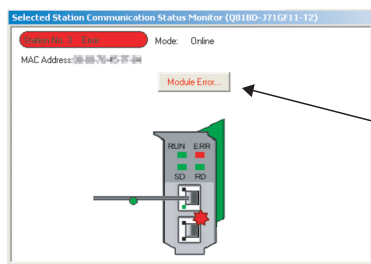 Selected Station Communication Status Monitor (Q81BD-J71GF11-T2)
Mode: Online
MAC Address:
Module Error...
RUN ERR
SD RD